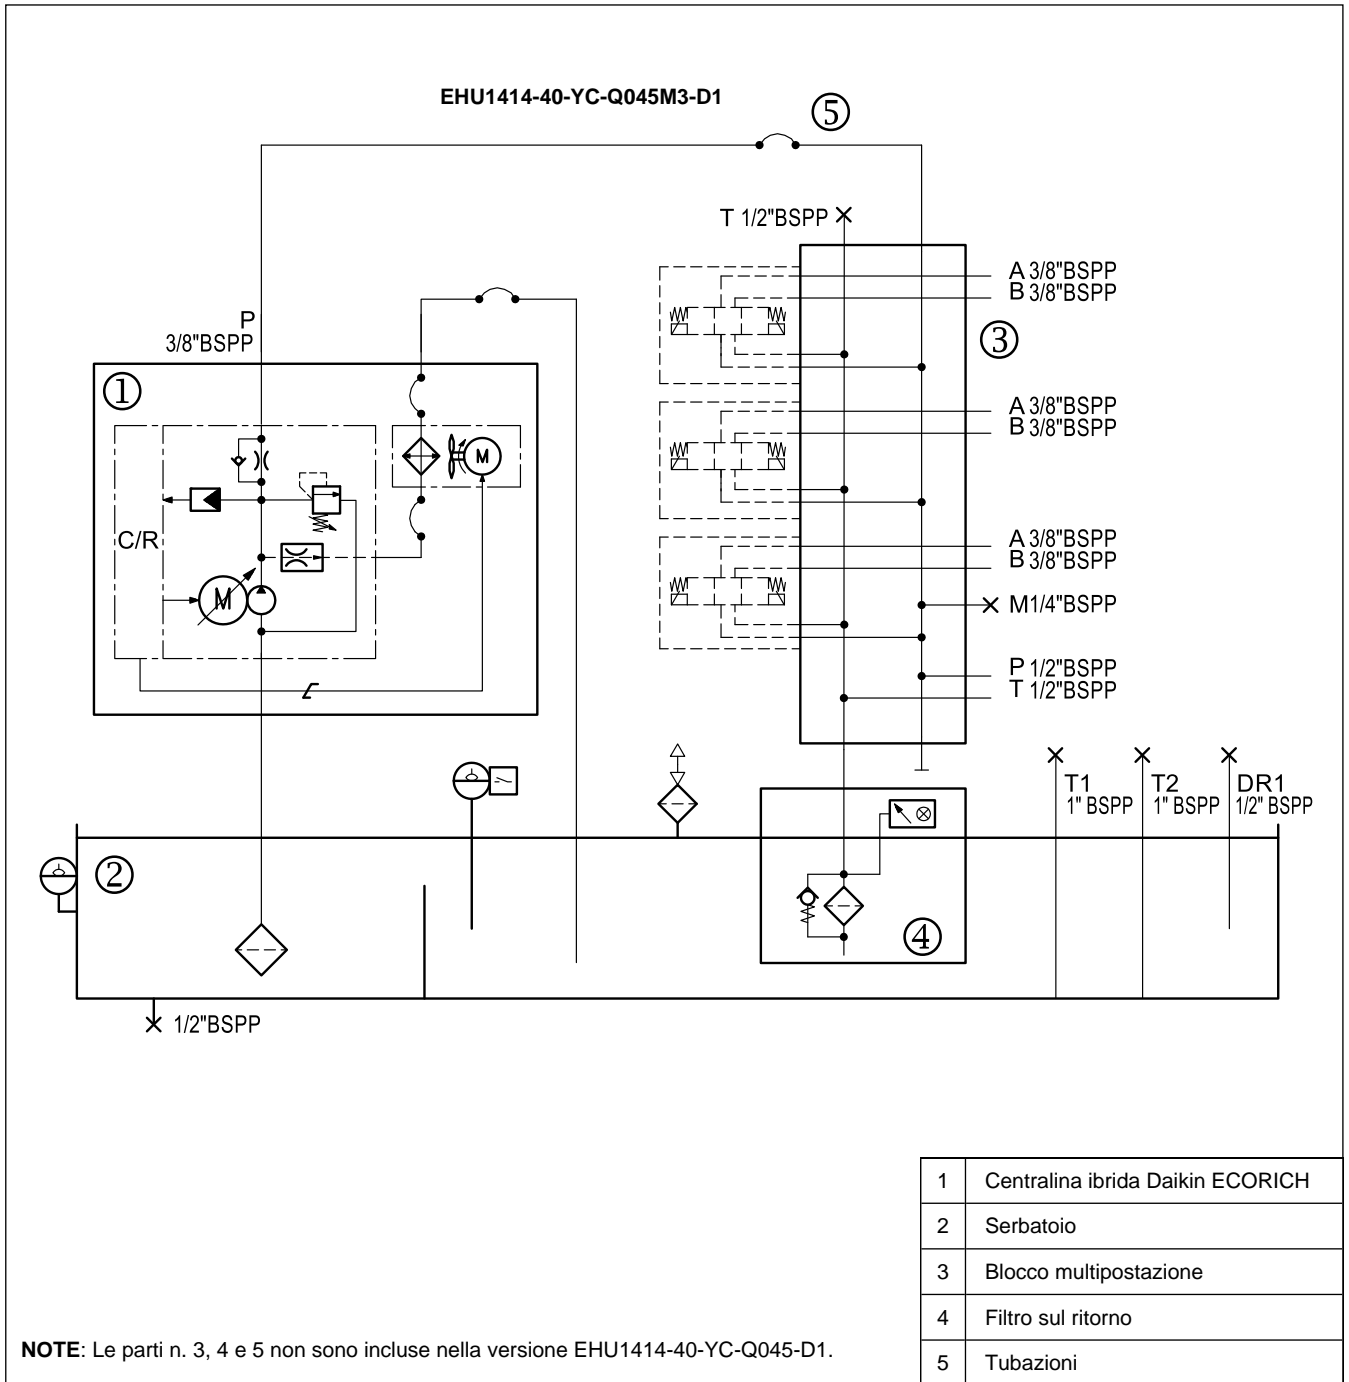 EHU1414-40-YC-Q045M3-D1
5
T 1/2"BSPP
A 3/8"BSPP
B 3/8"BSPP
P
3/8"BSPP
3
1
A 3/8"BSPP
B 3/8"BSPP
M
C/R
A 3/8"BSPP
B 3/8"BSPP
M
M1/4"BSPP
P 1/2"BSPP
T 1/2"BSPP
T1
1" BSPP
T2
1" BSPP
DR1
1/2" BSPP
2
4
1/2"BSPP
1 Centralina ibrida Daikin ECORICH
2 Serbatoio
3 Blocco multipostazione
4 Filtro sul ritorno
5 Tubazioni
NOTE: Le parti n. 3, 4 e 5 non sono incluse nella versione EHU1414-40-YC-Q045-D1.